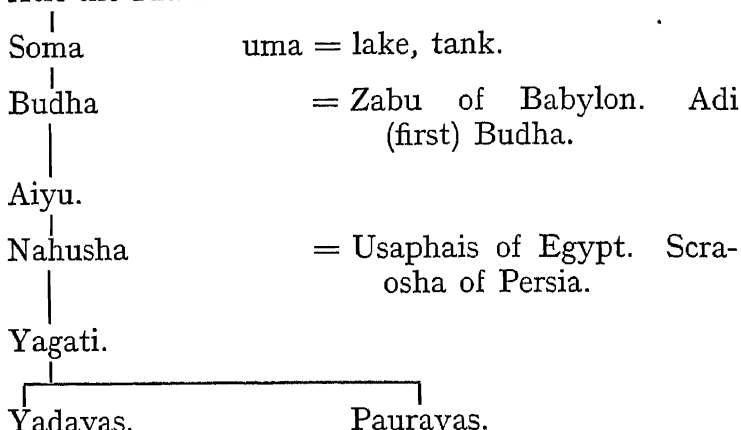 Soma uma = lake, tank.
Budha = Zabu of Babylon. Adi
(first) Budha.
Aiyu.
Nahusha = Usaphais of Egypt. Scra-
osha of Persia.
Yagati.
Yadavas. Pauravas.